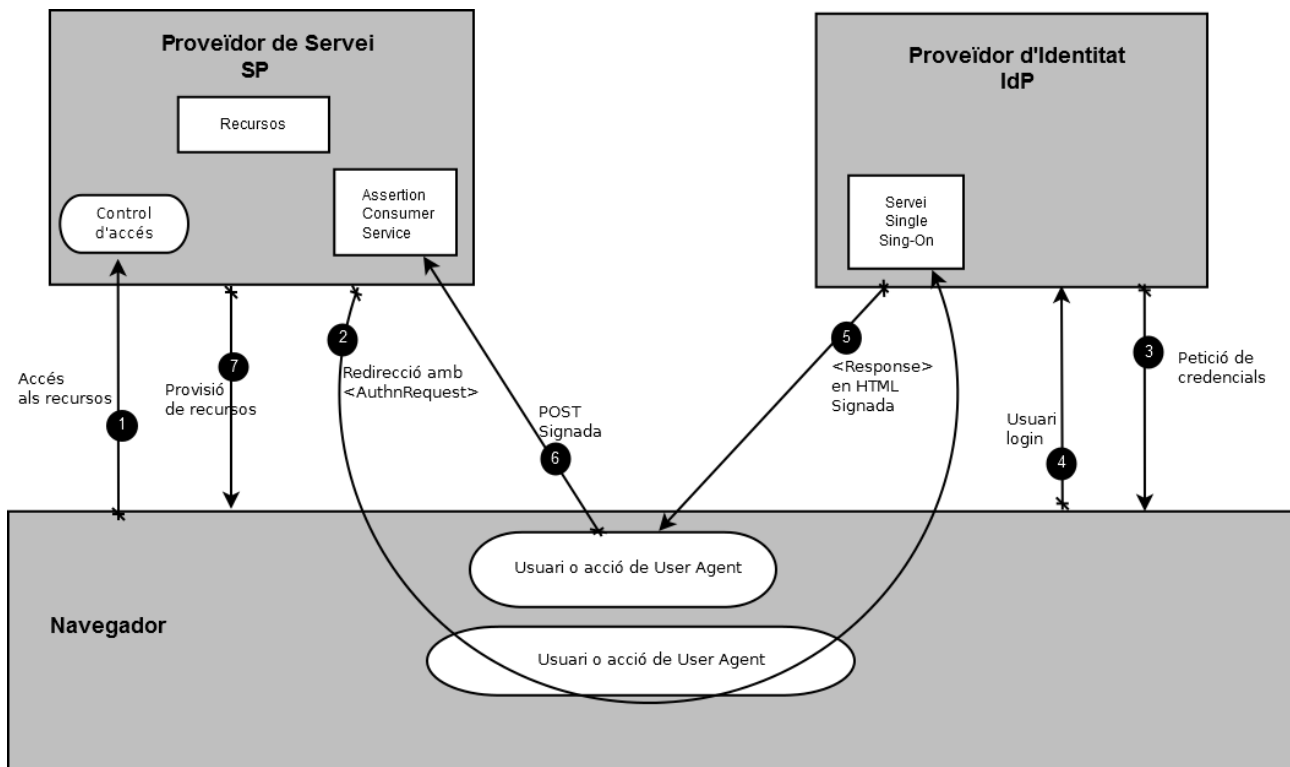 Proveïdor de Servei
SP
Recursos
Control
d'accés
Assertion
Consumer
Service
Proveïdor d'Identitat
IdP
Servei
Single
Sing-On
Accés
als recursos
1
7
Provisió
de recursos
2
Redirecció amb
<AuthnRequest>
POST
Signada
6
5
<Response>
en HTML
Signada
Usuari
login
4
3
Petició de
credencials
Usuari o acció de User Agent
Navegador
Usuari o acció de User Agent